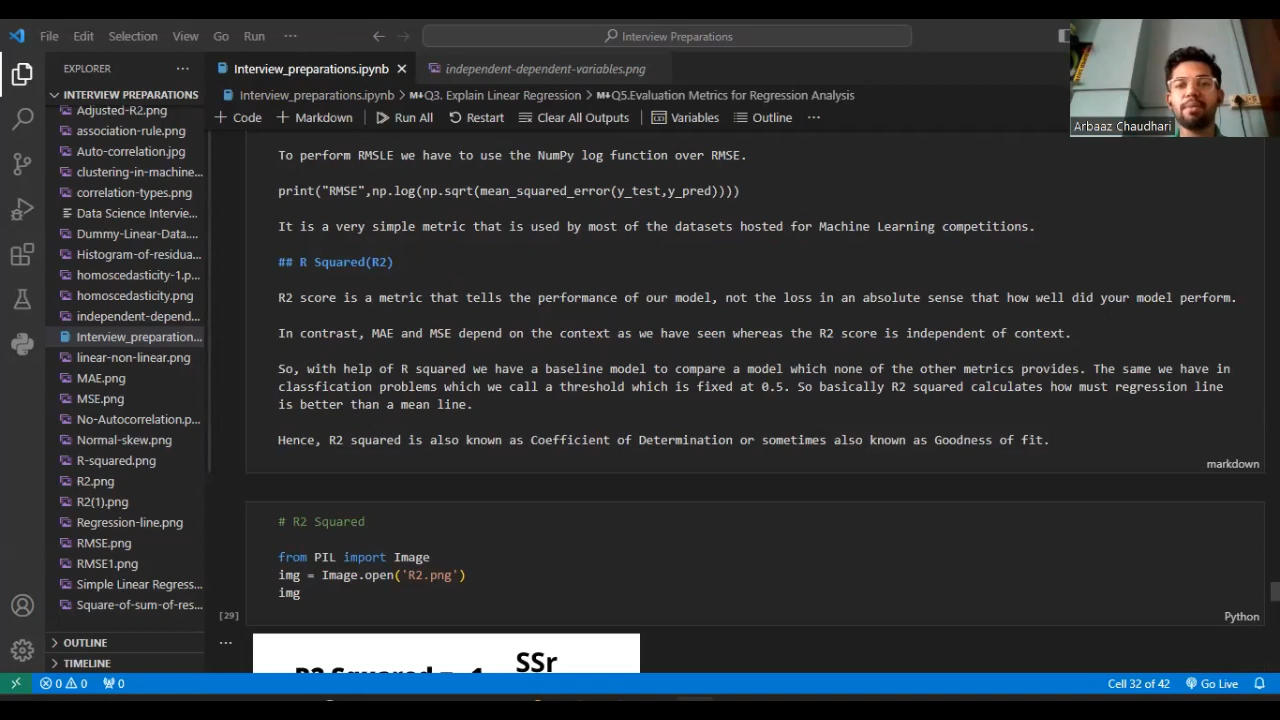 File Edit Selection View Go Run ··· Interview Preparations
EXPLORER ···
Interview_preparations.ipynb independent-dependent-variables.png
INTERVIEW PREPARATIONS
Interview_preparations.ipynb > M↓Q3. Explain Linear Regression > M↓Q5.Evaluation Metrics for Regression Analysis
Code Markdown Run All Restart Clear All Outputs Variables Outline ···
Arbaaz Chaudhari
Adjusted-R2.png
association-rule.png
Auto-correlation.jpg
clustering-in-machine...
correlation-types.png
Data Science Intervie...
Dummy-Linear-Data....
Histogram-of-residua...
homoscedasticity-1.p...
homoscedasticity.png
independent-depend...
Interview_preparation...
linear-non-linear.png
MAE.png
MSE.png
No-Autocorrelation.p...
Normal-skew.png
R-squared.png
R2.png
R2(1).png
Regression-line.png
RMSE.png
RMSE1.png
Simple Linear Regress...
Square-of-sum-of-res...
OUTLINE
TIMELINE
To perform RMSLE we have to use the NumPy log function over RMSE.
print("RMSE",np.log(np.sqrt(mean_squared_error(y_test,y_pred))))
It is a very simple metric that is used by most of the datasets hosted for Machine Learning competitions.
## R Squared(R2)
R2 score is a metric that tells the performance of our model, not the loss in an absolute sense that how well did your model perform.
In contrast, MAE and MSE depend on the context as we have seen whereas the R2 score is independent of context.
So, with help of R squared we have a baseline model to compare a model which none of the other metrics provides. The same we have in
classfication problems which we call a threshold which is fixed at 0.5. So basically R2 squared calculates how must regression line
is better than a mean line.
Hence, R2 squared is also known as Coefficient of Determination or sometimes also known as Goodness of fit.
markdown
# R2 Squared
from PIL import Image
img = Image.open('R2.png')
img
[29]
Python
···
SSr
R2 Squared = 1
0 0 0 Cell 32 of 42 Go Live